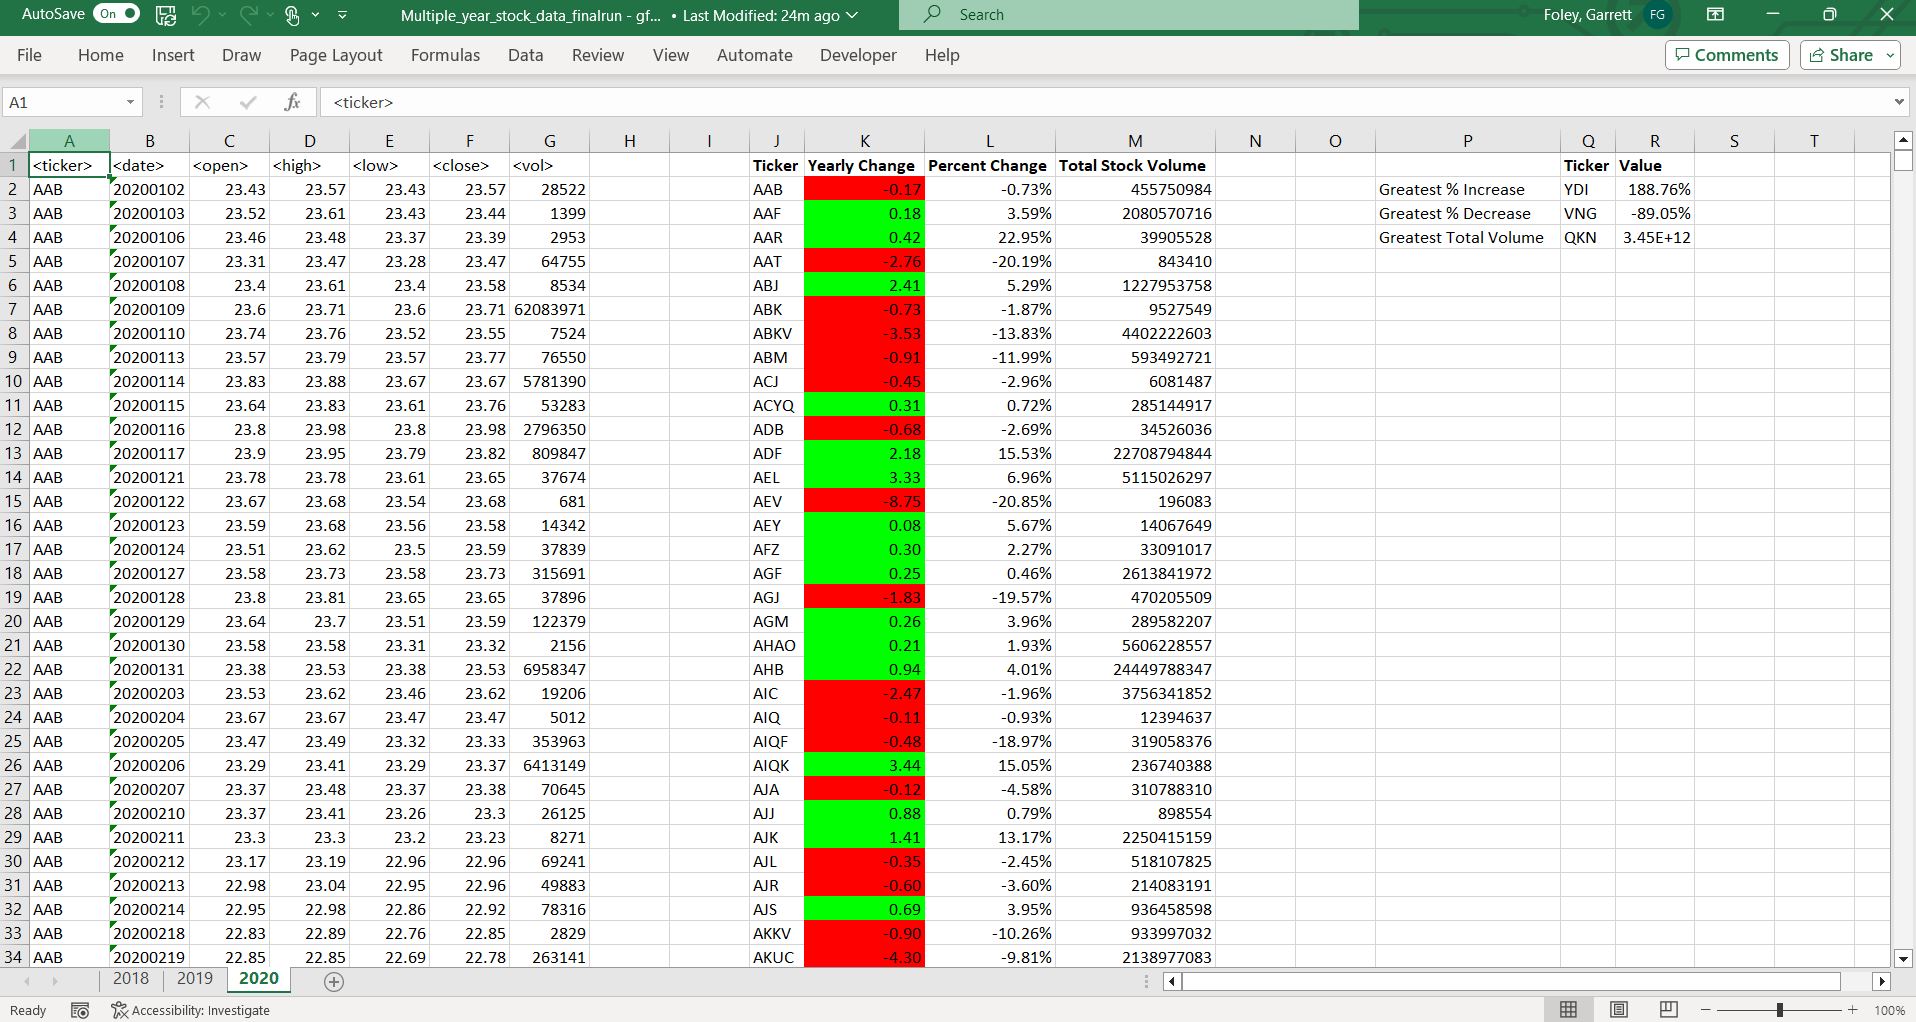 AutoSave On Multiple_year_stock_data_finalrun - gf... • Last Modified: 24m ago Search Foley, Garrett FG
File Home Insert Draw Page Layout Formulas Data Review View Automate Developer Help Comments Share
A1 fx <ticker>
A B C D E F G H I J K L M N O P Q R S T
1 <ticker> <date> <open> <high> <low> <close> <vol> Ticker Yearly Change Percent Change Total Stock Volume Ticker Value
2 AAB 20200102 23.43 23.57 23.43 23.57 28522 AAB -0.17 -0.73% 455750984 Greatest % Increase YDI 188.76%
3 AAB 20200103 23.52 23.61 23.43 23.44 1399 AAF 0.18 3.59% 2080570716 Greatest % Decrease VNG -89.05%
4 AAB 20200106 23.46 23.48 23.37 23.39 2953 AAR 0.42 22.95% 39905528 Greatest Total Volume QKN 3.45E+12
5 AAB 20200107 23.31 23.47 23.28 23.47 64755 AAT -2.76 -20.19% 843410
6 AAB 20200108 23.4 23.61 23.4 23.58 8534 ABJ 2.41 5.29% 1227953758
7 AAB 20200109 23.6 23.71 23.6 23.71 62083971 ABK -0.73 -1.87% 9527549
8 AAB 20200110 23.74 23.76 23.52 23.55 7524 ABKV -3.53 -13.83% 4402222603
9 AAB 20200113 23.57 23.79 23.57 23.77 76550 ABM -0.91 -11.99% 593492721
10 AAB 20200114 23.83 23.88 23.67 23.67 5781390 ACJ -0.45 -2.96% 6081487
11 AAB 20200115 23.64 23.83 23.61 23.76 53283 ACYQ 0.31 0.72% 285144917
12 AAB 20200116 23.8 23.98 23.8 23.98 2796350 ADB -0.68 -2.69% 34526036
13 AAB 20200117 23.9 23.95 23.79 23.82 809847 ADF 2.18 15.53% 22708794844
14 AAB 20200121 23.78 23.78 23.61 23.65 37674 AEL 3.33 6.96% 5115026297
15 AAB 20200122 23.67 23.68 23.54 23.68 681 AEV -8.75 -20.85% 196083
16 AAB 20200123 23.59 23.68 23.56 23.58 14342 AEY 0.08 5.67% 14067649
17 AAB 20200124 23.51 23.62 23.5 23.59 37839 AFZ 0.30 2.27% 33091017
18 AAB 20200127 23.58 23.73 23.58 23.73 315691 AGF 0.25 0.46% 2613841972
19 AAB 20200128 23.8 23.81 23.65 23.65 37896 AGJ -1.83 -19.57% 470205509
20 AAB 20200129 23.64 23.7 23.51 23.59 122379 AGM 0.26 3.96% 289582207
21 AAB 20200130 23.58 23.58 23.31 23.32 2156 AHAO 0.21 1.93% 5606228557
22 AAB 20200131 23.38 23.53 23.38 23.53 6958347 AHB 0.94 4.01% 24449788347
23 AAB 20200203 23.53 23.62 23.46 23.62 19206 AIC -2.47 -1.96% 3756341852
24 AAB 20200204 23.67 23.67 23.47 23.47 5012 AIQ -0.11 -0.93% 12394637
25 AAB 20200205 23.47 23.49 23.32 23.33 353963 AIQF -0.48 -18.97% 319058376
26 AAB 20200206 23.29 23.41 23.29 23.37 6413149 AIQK 3.44 15.05% 236740388
27 AAB 20200207 23.37 23.48 23.37 23.38 70645 AJA -0.12 -4.58% 310788310
28 AAB 20200210 23.37 23.41 23.26 23.3 26125 AJJ 0.88 0.79% 898554
29 AAB 20200211 23.3 23.3 23.2 23.23 8271 AJK 1.41 13.17% 2250415159
30 AAB 20200212 23.17 23.19 22.96 22.96 69241 AJL -0.35 -2.45% 518107825
31 AAB 20200213 22.98 23.04 22.95 22.96 49883 AJR -0.60 -3.60% 214083191
32 AAB 20200214 22.95 22.98 22.86 22.92 78316 AJS 0.69 3.95% 936458598
33 AAB 20200218 22.83 22.89 22.76 22.85 2829 AKKV -0.90 -10.26% 933997032
34 AAB 20200219 22.85 22.85 22.69 22.78 263141 AKUC -4.30 -9.81% 2138977083
2018 2019 2020
Ready Accessibility: Investigate 100%